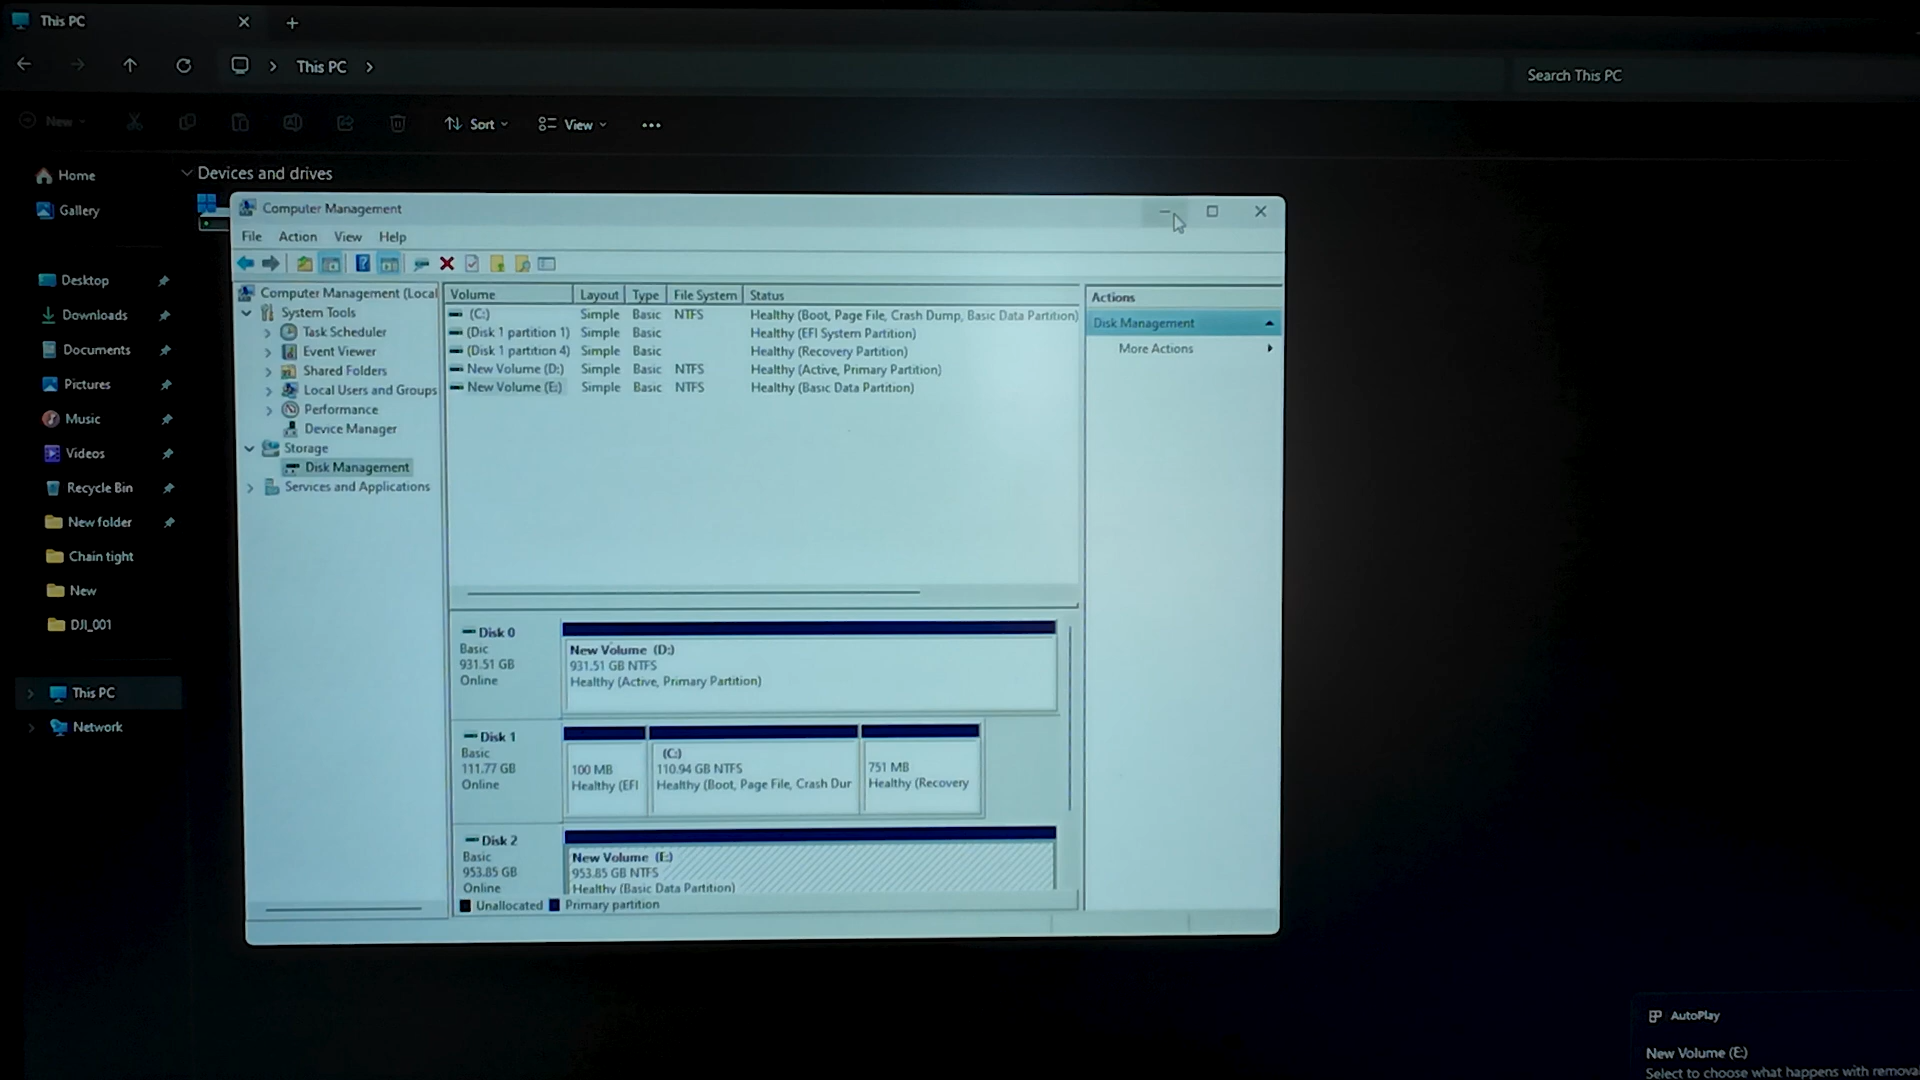 This PC
This PC
Search This PC
New
Sort
View
Home
Gallery
Desktop
Downloads
Documents
Pictures
Music
Videos
Recycle Bin
New folder
Chain tight
New
DJI_001
This PC
Network
Devices and drives
Computer Management
File Action View Help
Computer Management (Local
System Tools
Task Scheduler
Event Viewer
Shared Folders
Local Users and Groups
Performance
Device Manager
Storage
Disk Management
Services and Applications
Volume Layout Type File System Status
(C:) Simple Basic NTFS Healthy (Boot, Page File, Crash Dump, Basic Data Partition)
(Disk 1 partition 1) Simple Basic Healthy (EFI System Partition)
(Disk 1 partition 4) Simple Basic Healthy (Recovery Partition)
New Volume (D:) Simple Basic NTFS Healthy (Active, Primary Partition)
New Volume (E:) Simple Basic NTFS Healthy (Basic Data Partition)
Disk 0
Basic
931.51 GB
Online
New Volume (D:)
931.51 GB NTFS
Healthy (Active, Primary Partition)
Disk 1
Basic
111.77 GB
Online
100 MB
Healthy (EFI
(C:)
110.94 GB NTFS
Healthy (Boot, Page File, Crash Dur
751 MB
Healthy (Recovery
Disk 2
Basic
953.85 GB
Online
New Volume (E:)
953.85 GB NTFS
Healthy (Basic Data Partition)
Unallocated Primary partition
Actions
Disk Management
More Actions
AutoPlay
New Volume (E:)
Select to choose what happens with remova